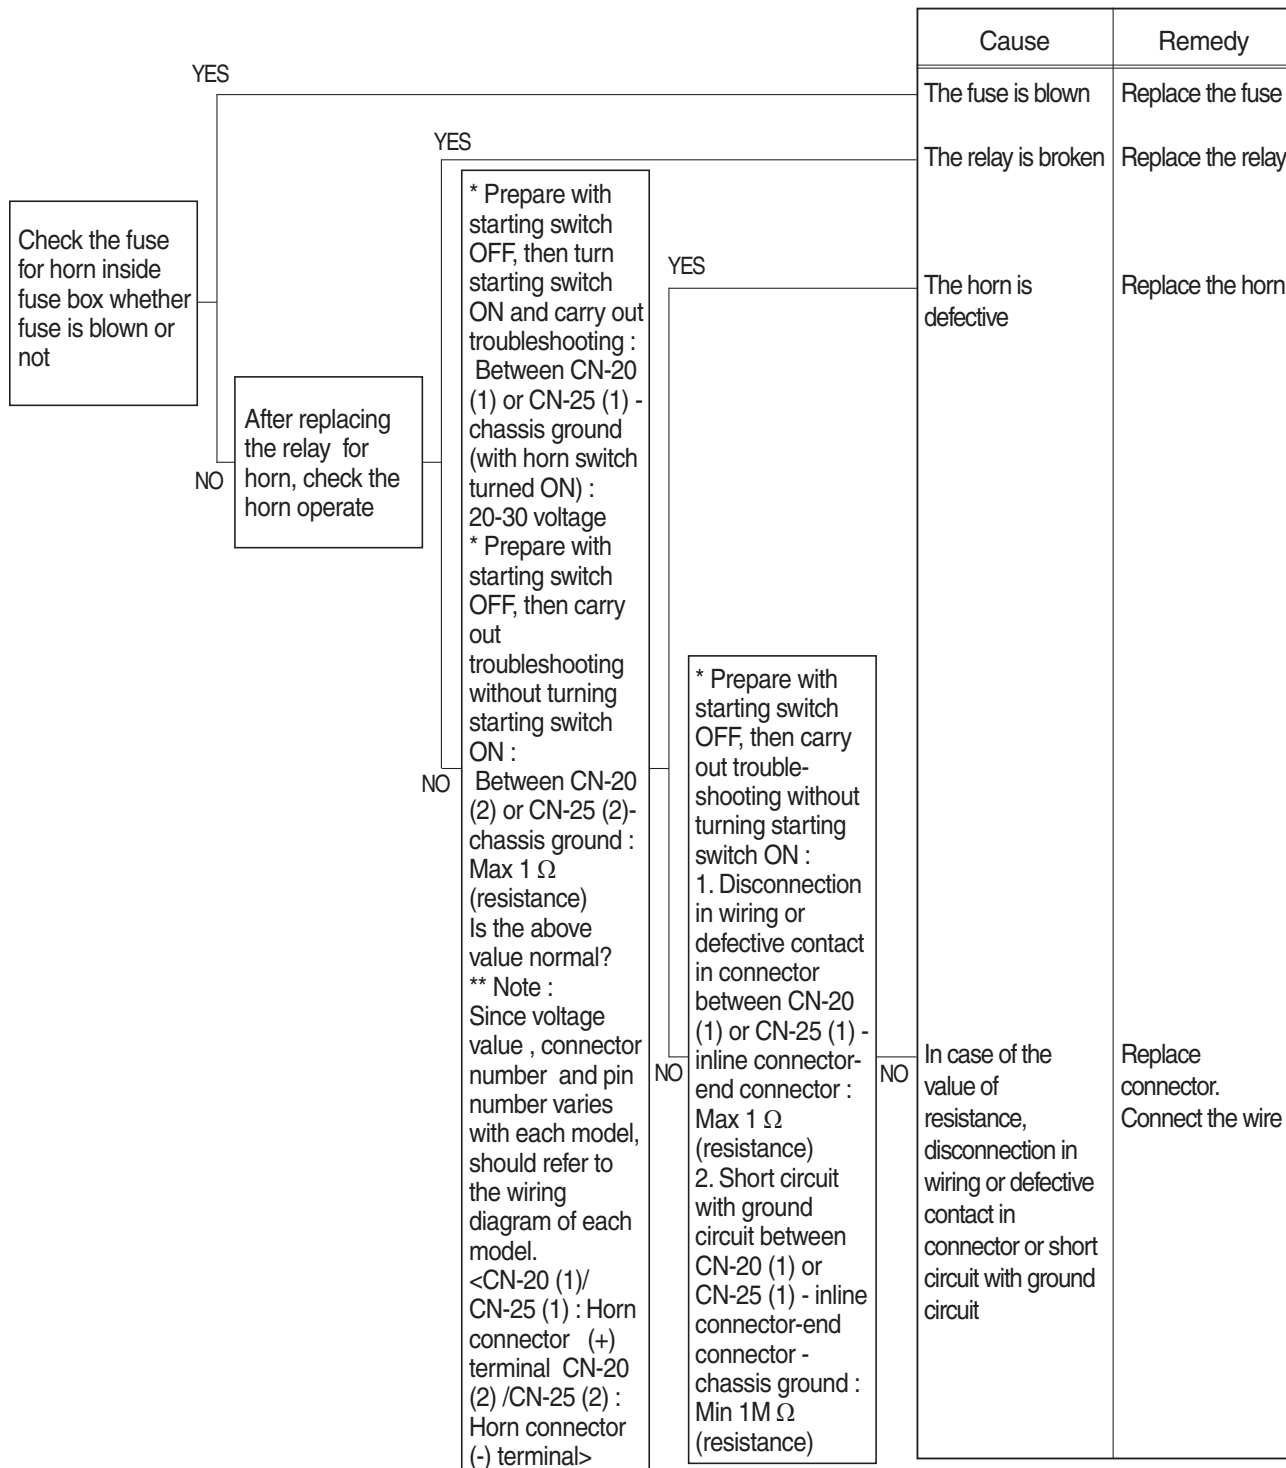 Cause
Remedy
YES
The fuse is blown
Replace the fuse
YES
The relay is broken
Replace the relay
Check the fuse
for horn inside
fuse box whether
fuse is blown or
not
NO
After replacing
the relay for
horn, check the
horn operate
* Prepare with
starting switch
OFF, then turn
starting switch
ON and carry out
troubleshooting :
Between CN-20
(1) or CN-25 (1) -
chassis ground
(with horn switch
turned ON) :
20-30 voltage
* Prepare with
starting switch
OFF, then carry
out
troubleshooting
without turning
starting switch
ON :
Between CN-20
(2) or CN-25 (2)-
chassis ground :
Max 1 Ω
(resistance)
Is the above
value normal?
** Note :
Since voltage
value , connector
number and pin
number varies
with each model,
should refer to
the wiring
diagram of each
model.
<CN-20 (1)/
CN-25 (1) : Horn
connector (+)
terminal CN-20
(2) /CN-25 (2) :
Horn connector
(-) terminal>
NO
YES
The horn is
defective
Replace the horn
NO
* Prepare with
starting switch
OFF, then carry
out trouble-
shooting without
turning starting
switch ON :
1. Disconnection
in wiring or
defective contact
in connector
between CN-20
(1) or CN-25 (1) -
inline connector-
end connector :
Max 1 Ω
(resistance)
2. Short circuit
with ground
circuit between
CN-20 (1) or
CN-25 (1) - inline
connector-end
connector -
chassis ground :
Min 1M Ω
(resistance)
NO
In case of the
value of
resistance,
disconnection in
wiring or defective
contact in
connector or short
circuit with ground
circuit
Replace
connector.
Connect the wire